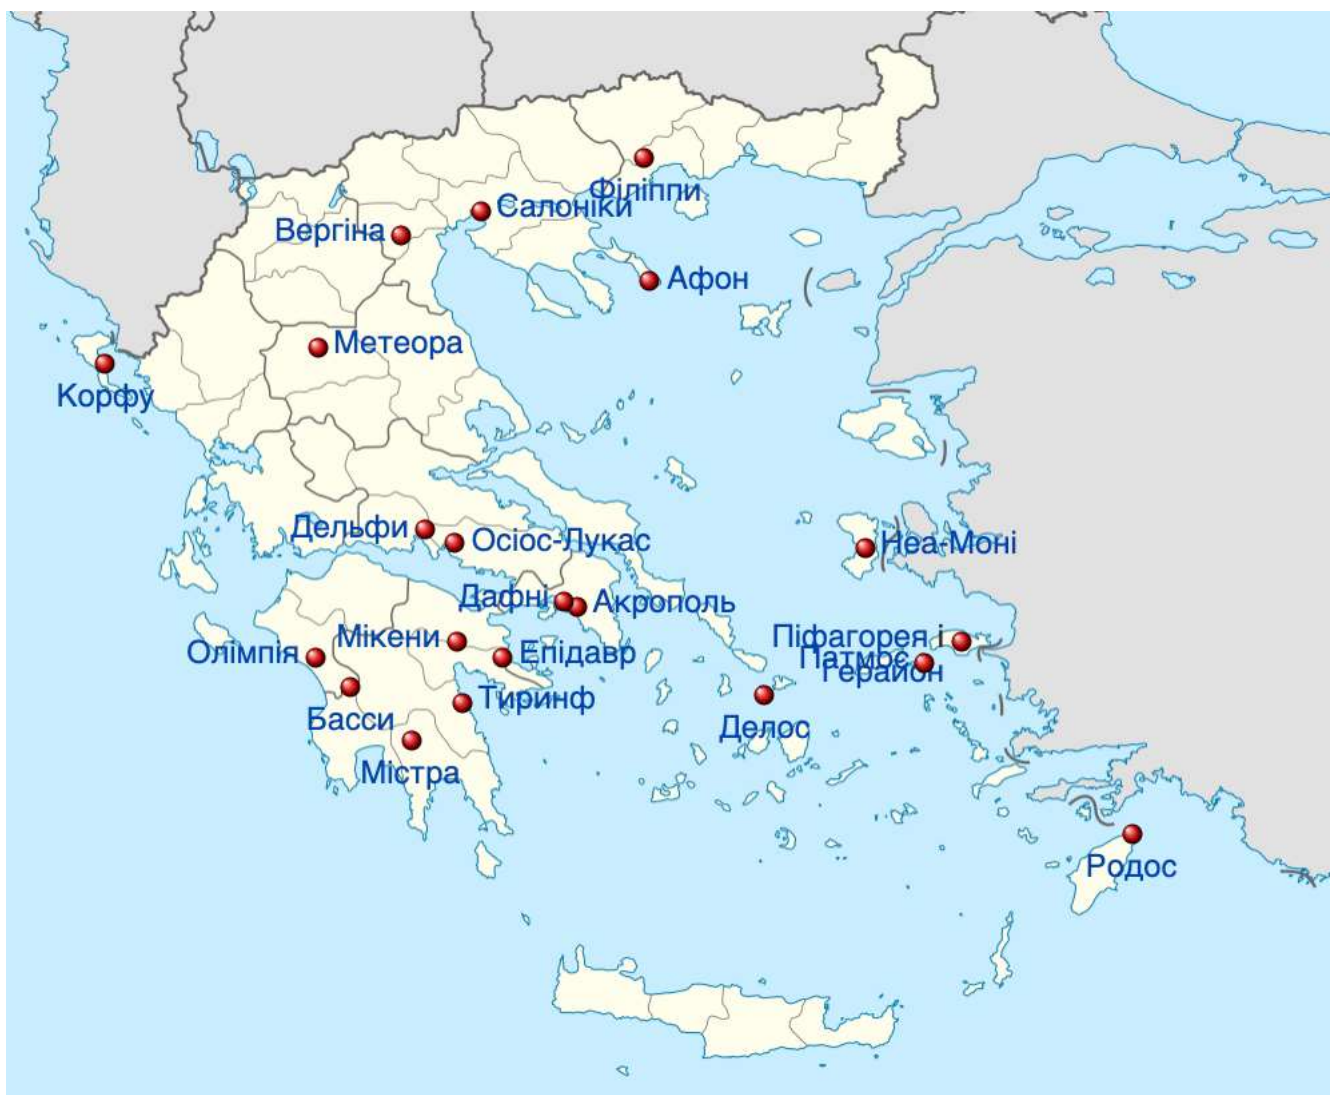 Філіппи
Салоніки
Вергіна
Афон
Метеора
Корфу
Дельфи
Осіос-Лукас
Неа-Моні
Дафні
Акрополь
Мікени
Епідавр
Олімпія
Піфагорея і
Герайон
Патмос
Басси
Тиринф
Делос
Містра
Родос